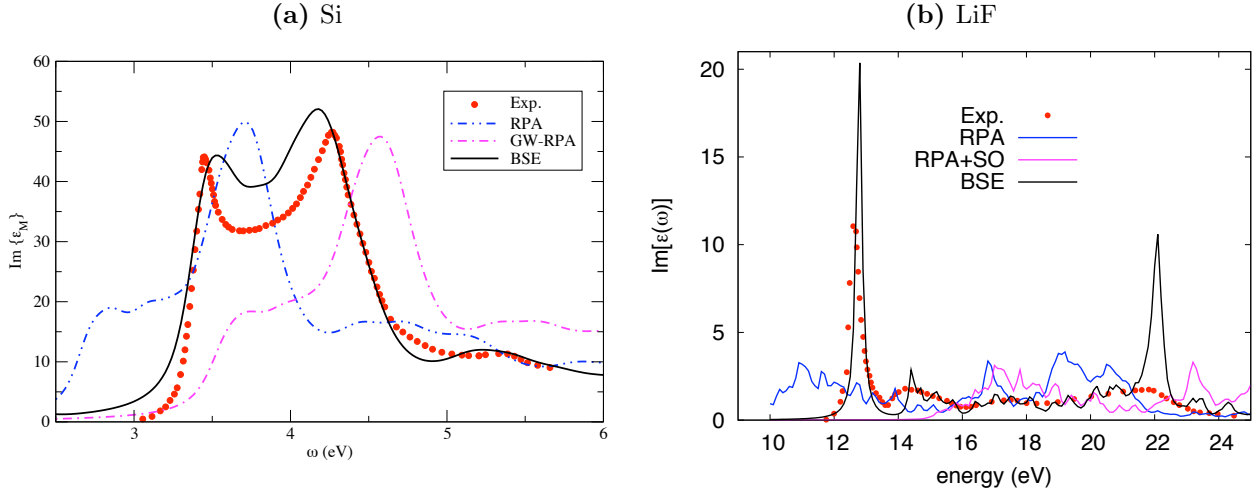 (a) Si
60
50
40
30
20
10
0
Im {ε_M}
Exp.
RPA
GW-RPA
BSE
3
4
5
6
ω (eV)
(b) LiF
20
15
10
5
0
Im[ε(ω)]
Exp.
RPA
RPA+SO
BSE
10 12 14 16 18 20 22 24
energy (eV)